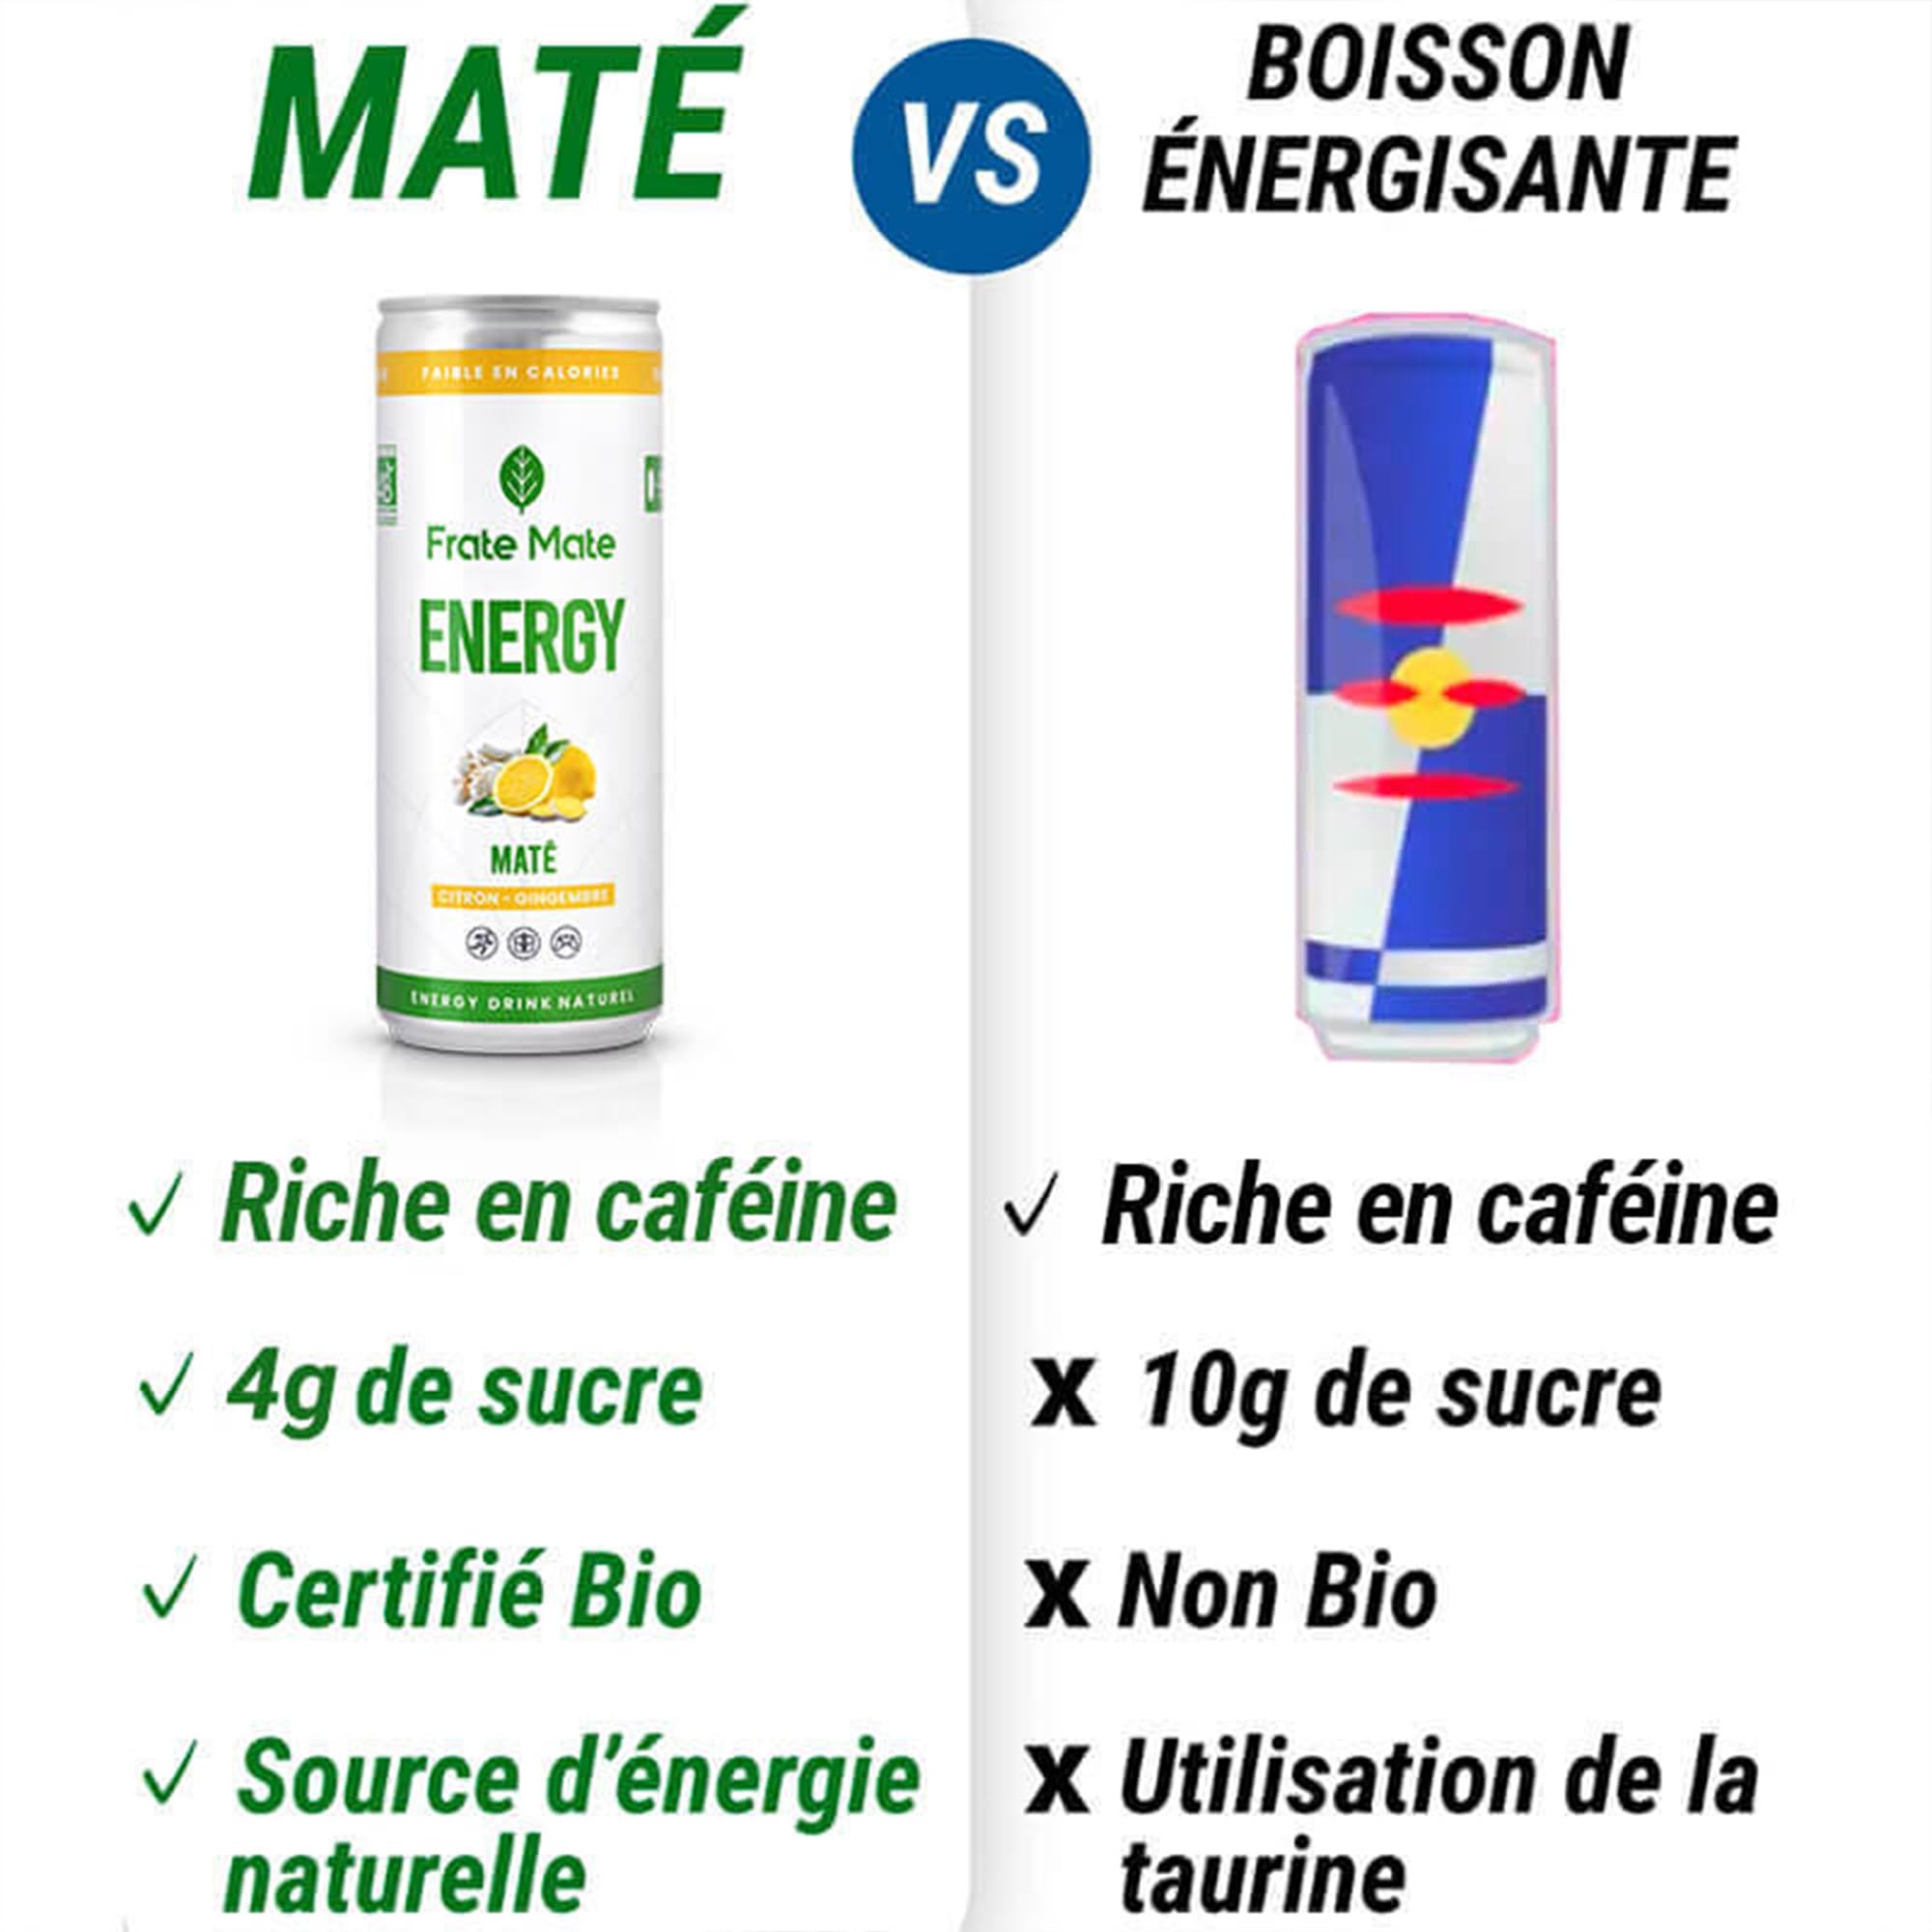 MATÉ
VS
BOISSON
ÉNERGISANTE
FAIBLE EN CALORIES
Frate Mate
ENERGY
MATÉ
CITRON - GINGEMBRE
ENERGY DRINK NATUREL
✓ Riche en caféine
✓ 4g de sucre
✓ Certifié Bio
✓ Source d'énergie
naturelle
✓ Riche en caféine
X 10g de sucre
X Non Bio
X Utilisation de la
taurine